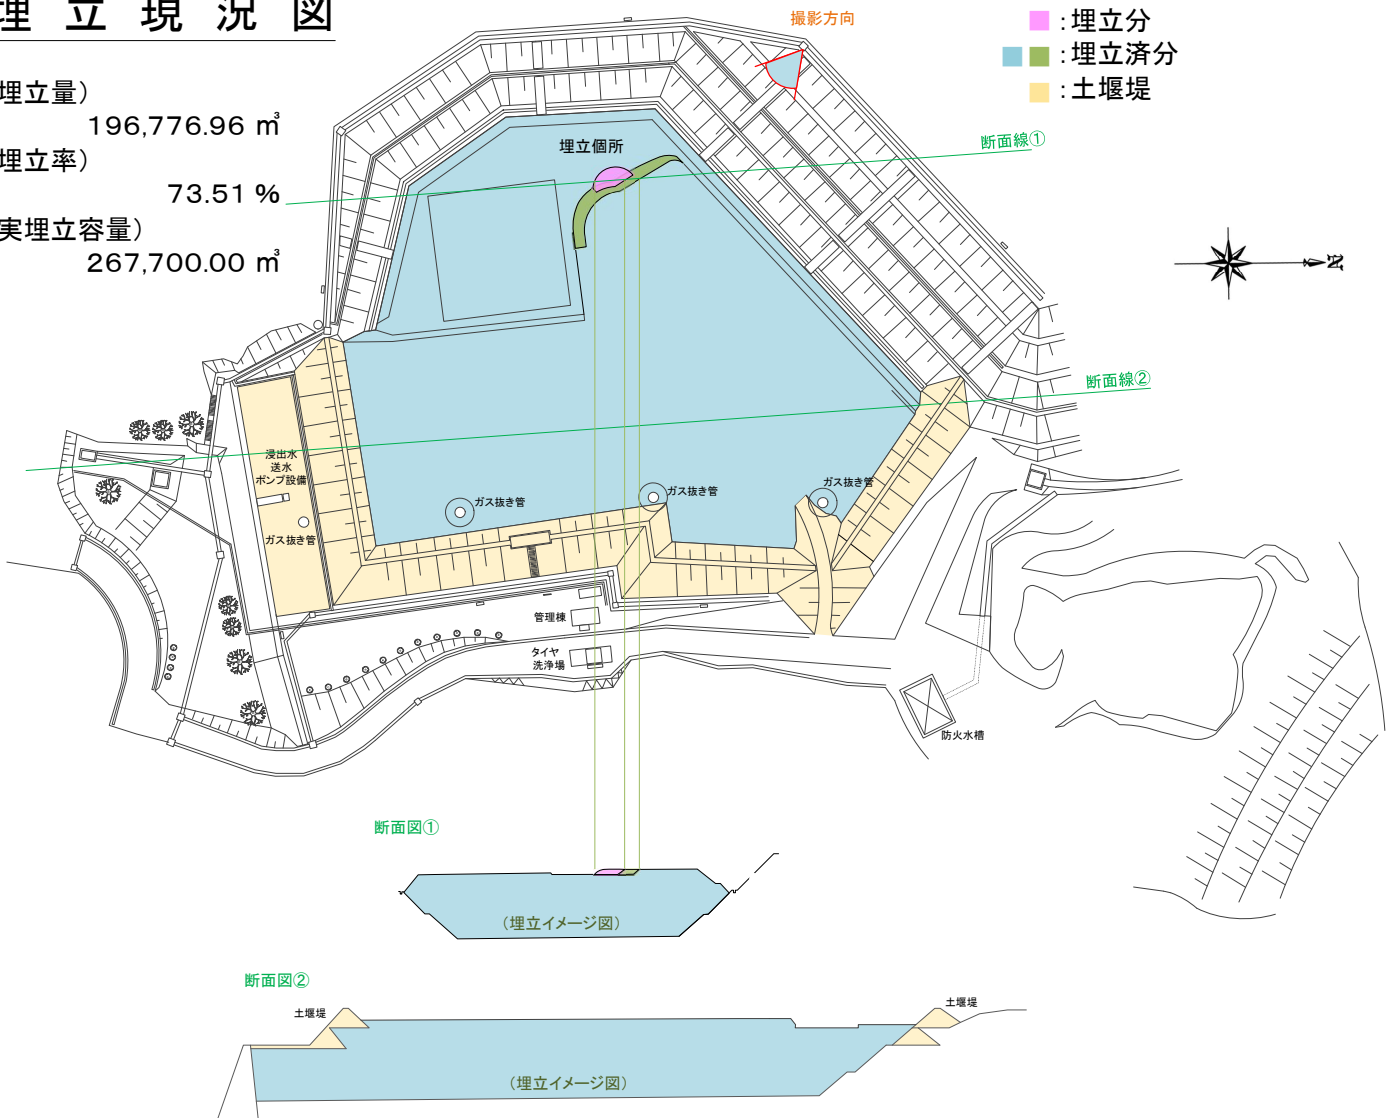 埋立現況図
埋立量)
196,776.96 ㎥
埋立率)
73.51 %
実埋立容量)
267,700.00 ㎥
撮影方向
:埋立分
:埋立済分
:土堰堤
断面線①
埋立個所
N
断面線②
浸出水
送水
ポンプ設備
ガス抜き管
ガス抜き管
ガス抜き管
ガス抜き管
管理棟
タイヤ
洗浄場
防火水槽
断面図①
(埋立イメージ図)
断面図②
土堰堤
土堰堤
(埋立イメージ図)